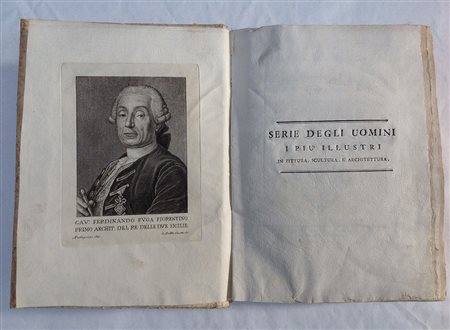 CAV. FERDINANDO FUGA FIORENTINO
PRIMO ARCHIT. DEL RE DELLE DUE SICILIE
SERIE DEGLI UOMINI
I PIU' ILLUSTRI
IN PITTURA, SCULTURA, E ARCHITETTURA.